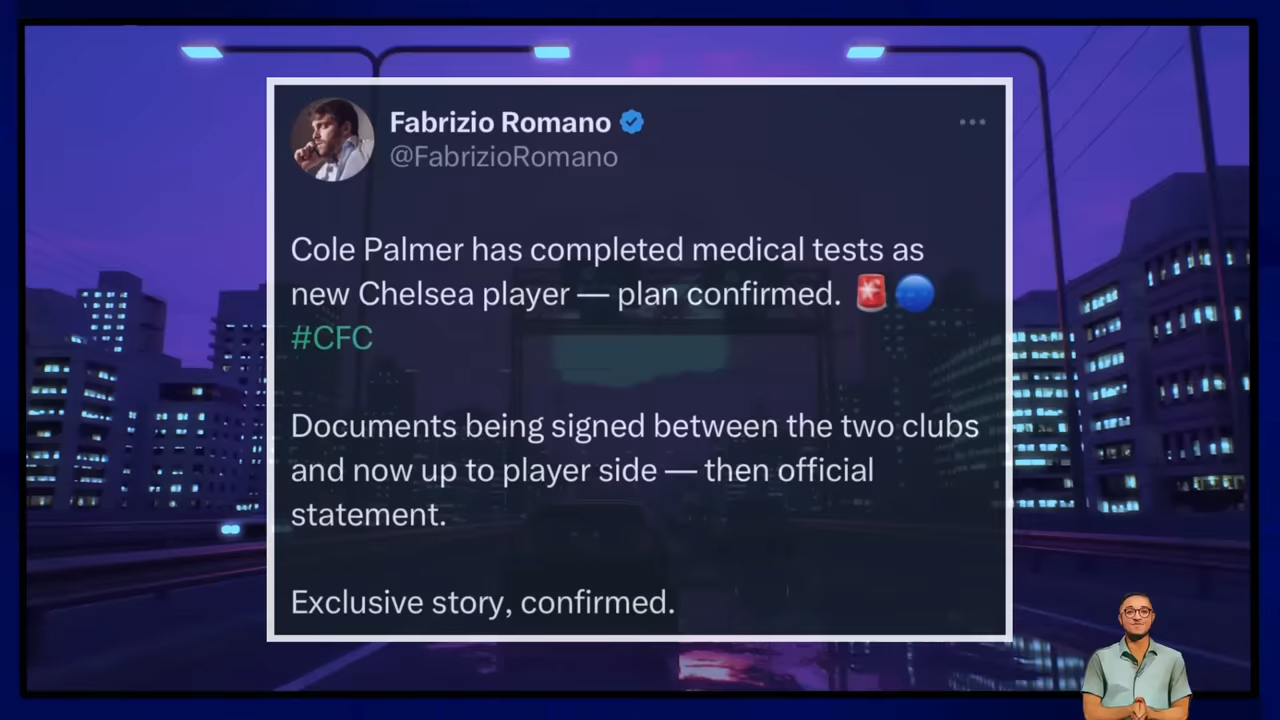 Fabrizio Romano
@FabrizioRomano
Cole Palmer has completed medical tests as
new Chelsea player — plan confirmed. 🚨🔵
#CFC
Documents being signed between the two clubs
and now up to player side — then official
statement.
Exclusive story, confirmed.